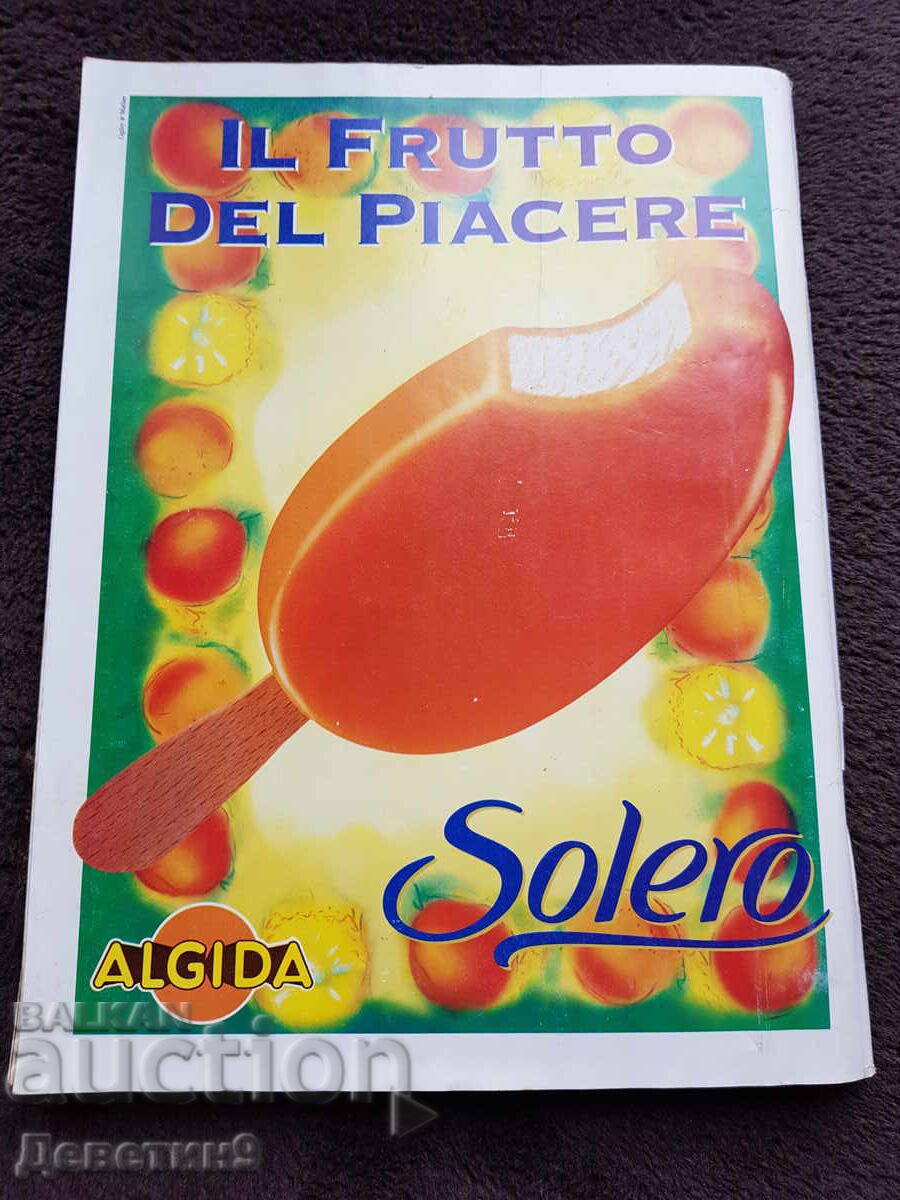 IL FRUTTO
DEL PIACERE
Solero
ALGIDA
BALKAN
auction
Деветин9